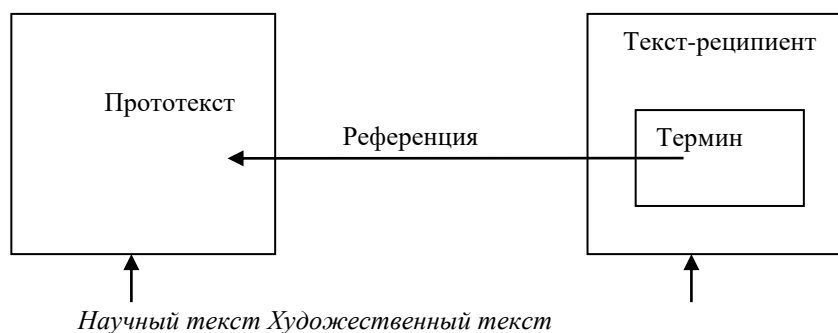 Текст-реципиент
Прототекст
Референция
Термин
Научный текст Художественный текст